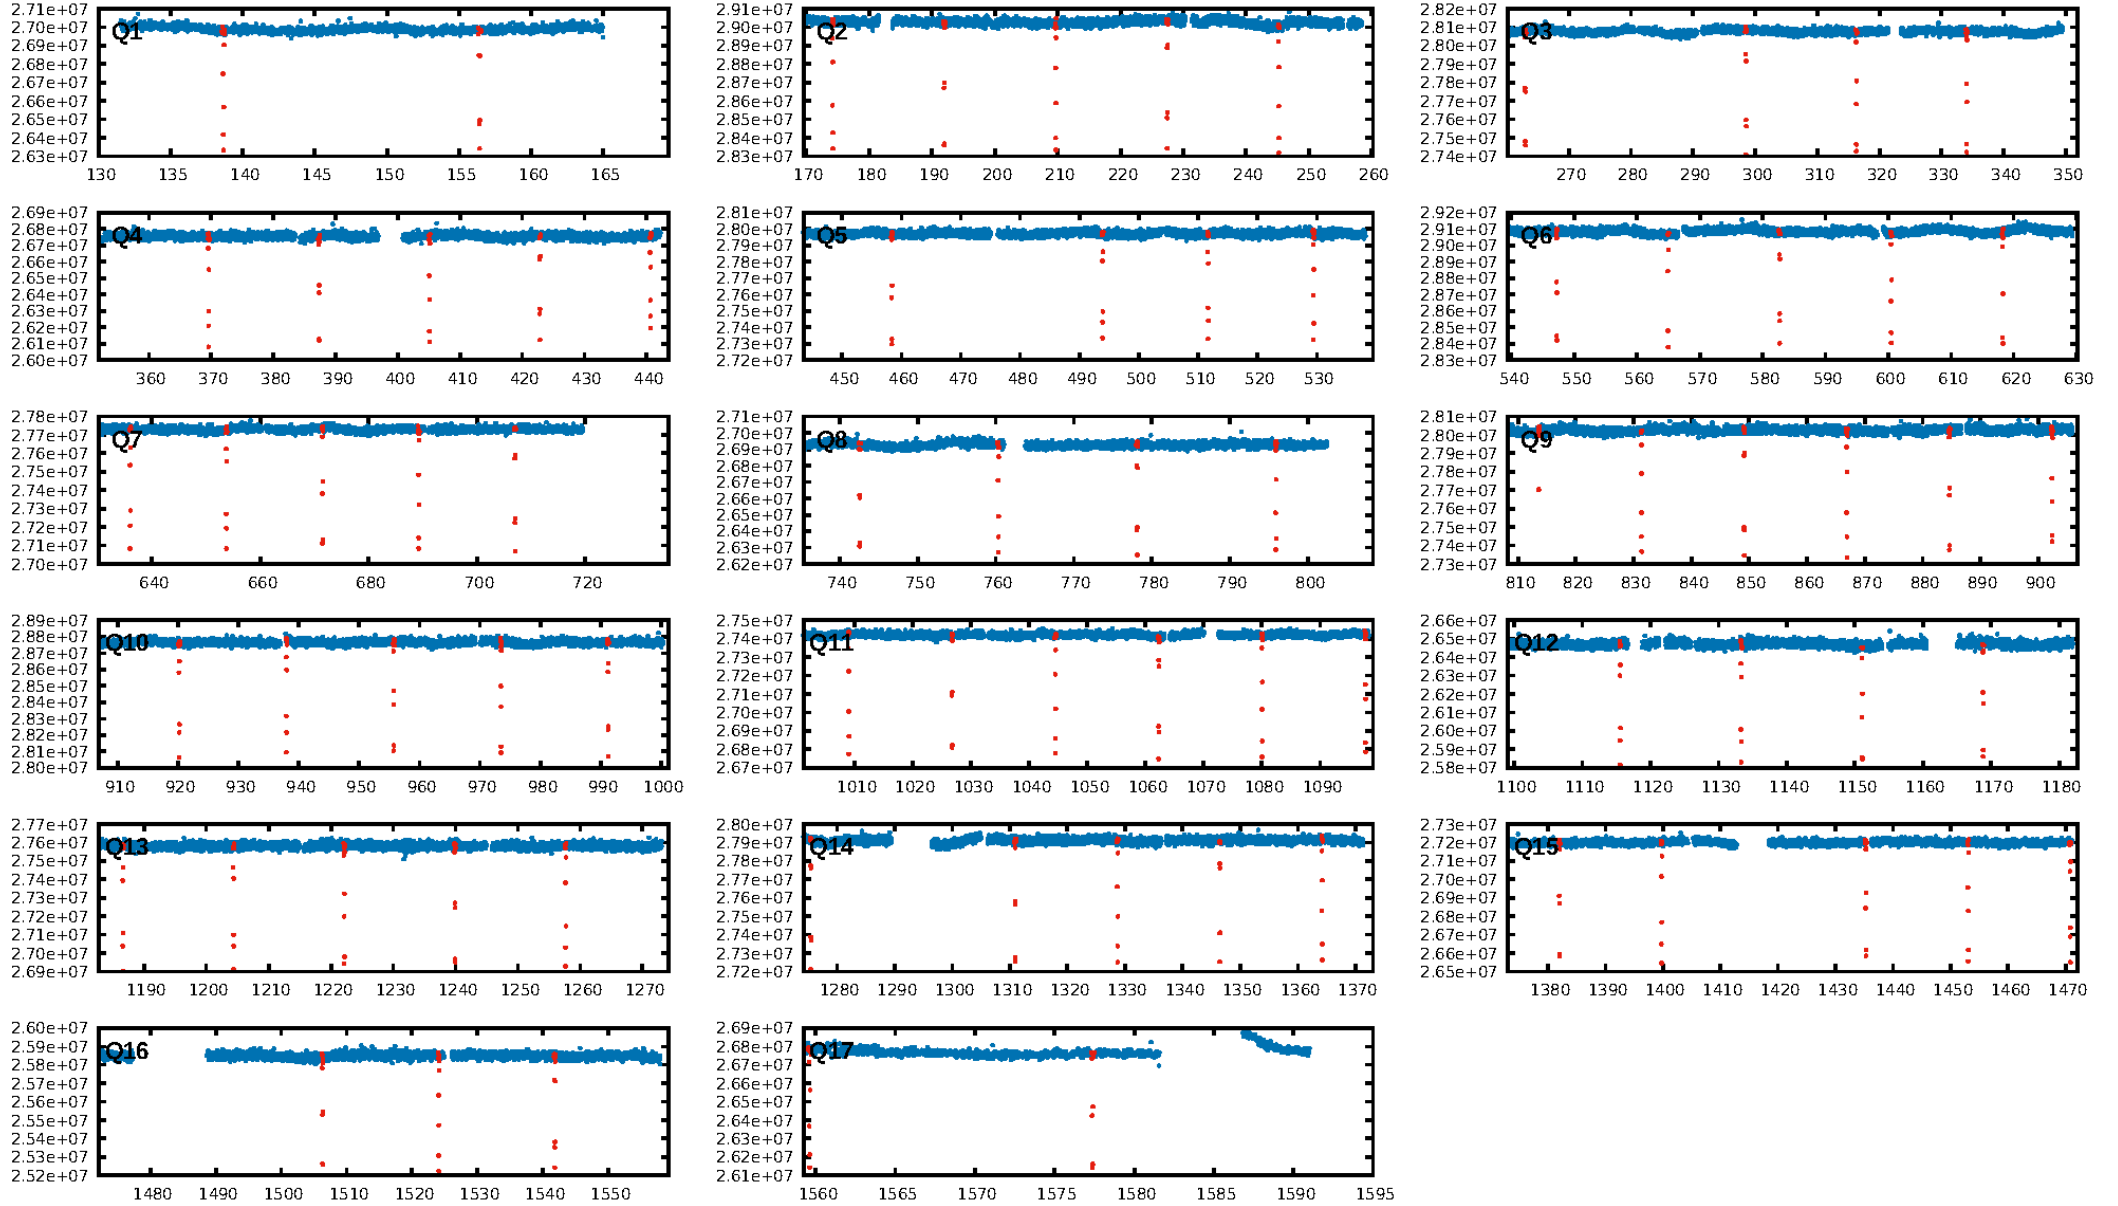 2.71e+07
2.70e+07
2.69e+07
2.68e+07
2.67e+07
2.66e+07
2.65e+07
2.64e+07
2.63e+07
Q1
130 135 140 145 150 155 160 165
2.91e+07
2.90e+07
2.89e+07
2.88e+07
2.87e+07
2.86e+07
2.85e+07
2.84e+07
2.83e+07
Q2
170 180 190 200 210 220 230 240 250 260
2.82e+07
2.81e+07
2.80e+07
2.79e+07
2.78e+07
2.77e+07
2.76e+07
2.75e+07
2.74e+07
Q3
270 280 290 300 310 320 330 340 350
2.69e+07
2.68e+07
2.67e+07
2.66e+07
2.65e+07
2.64e+07
2.63e+07
2.62e+07
2.61e+07
2.60e+07
Q4
360 370 380 390 400 410 420 430 440
2.81e+07
2.80e+07
2.79e+07
2.78e+07
2.77e+07
2.76e+07
2.75e+07
2.74e+07
2.73e+07
2.72e+07
Q5
450 460 470 480 490 500 510 520 530
2.92e+07
2.91e+07
2.90e+07
2.89e+07
2.88e+07
2.87e+07
2.86e+07
2.85e+07
2.84e+07
2.83e+07
Q6
540 550 560 570 580 590 600 610 620 630
2.78e+07
2.77e+07
2.76e+07
2.75e+07
2.74e+07
2.73e+07
2.72e+07
2.71e+07
2.70e+07
Q7
640 660 680 700 720
2.71e+07
2.70e+07
2.69e+07
2.68e+07
2.67e+07
2.66e+07
2.65e+07
2.64e+07
2.63e+07
2.62e+07
Q8
740 750 760 770 780 790 800
2.81e+07
2.80e+07
2.79e+07
2.78e+07
2.77e+07
2.76e+07
2.75e+07
2.74e+07
2.73e+07
Q9
810 820 830 840 850 860 870 880 890 900
2.89e+07
2.88e+07
2.87e+07
2.86e+07
2.85e+07
2.84e+07
2.83e+07
2.82e+07
2.81e+07
2.80e+07
Q10
910 920 930 940 950 960 970 980 990 1000
2.75e+07
2.74e+07
2.73e+07
2.72e+07
2.71e+07
2.70e+07
2.69e+07
2.68e+07
2.67e+07
Q11
1010 1020 1030 1040 1050 1060 1070 1080 1090
2.66e+07
2.65e+07
2.64e+07
2.63e+07
2.62e+07
2.61e+07
2.60e+07
2.59e+07
2.58e+07
Q12
1100 1110 1120 1130 1140 1150 1160 1170 1180
2.77e+07
2.76e+07
2.75e+07
2.74e+07
2.73e+07
2.72e+07
2.71e+07
2.70e+07
2.69e+07
Q13
1190 1200 1210 1220 1230 1240 1250 1260 1270
2.80e+07
2.79e+07
2.78e+07
2.77e+07
2.76e+07
2.75e+07
2.74e+07
2.73e+07
2.72e+07
Q14
1280 1290 1300 1310 1320 1330 1340 1350 1360 1370
2.73e+07
2.72e+07
2.71e+07
2.70e+07
2.69e+07
2.68e+07
2.67e+07
2.66e+07
2.65e+07
Q15
1380 1390 1400 1410 1420 1430 1440 1450 1460 1470
2.60e+07
2.59e+07
2.58e+07
2.57e+07
2.56e+07
2.55e+07
2.54e+07
2.53e+07
2.52e+07
Q16
1480 1490 1500 1510 1520 1530 1540 1550
2.69e+07
2.68e+07
2.67e+07
2.66e+07
2.65e+07
2.64e+07
2.63e+07
2.62e+07
2.61e+07
Q17
1560 1565 1570 1575 1580 1585 1590 1595